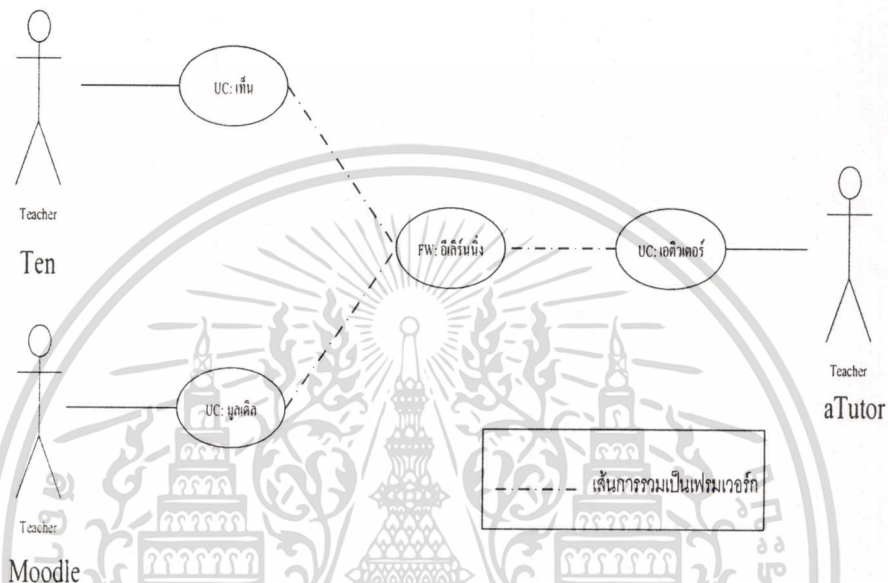 UC: เท็น
Teacher
Ten
FW: อีเลิร์นนิ่ง
UC: เอติวเตอร์
Teacher
aTutor
UC: มูลเดิล
Teacher
Moodle
เส้นการรวมเป็นเฟรมเวอร์ก